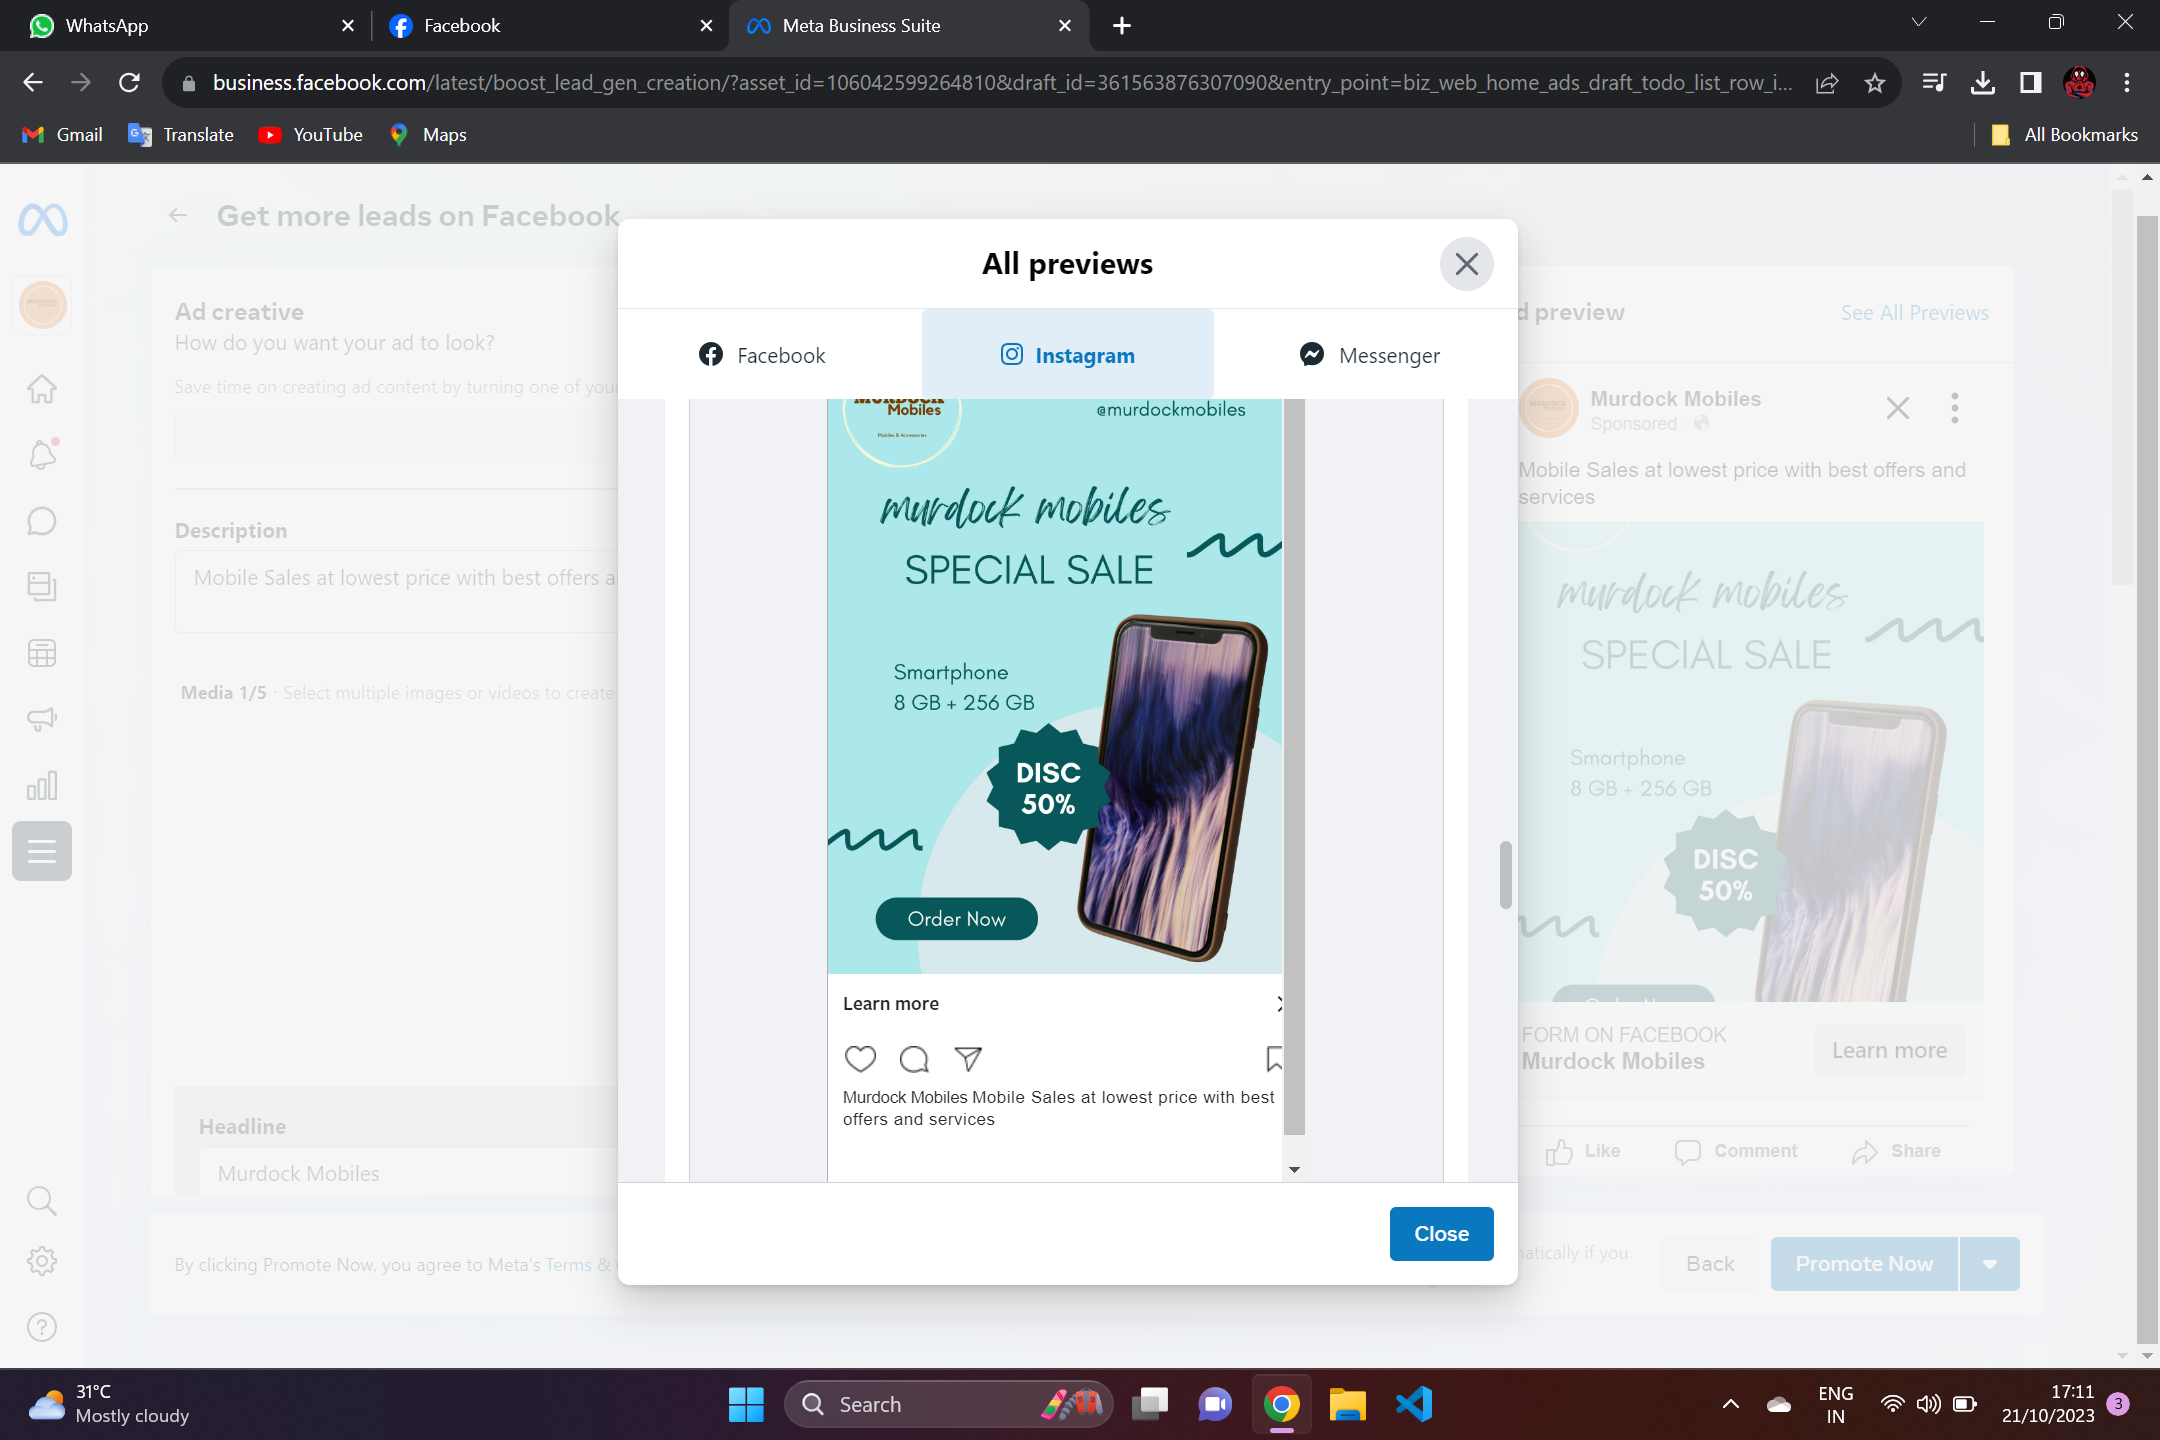 WhatsApp
Facebook
Meta Business Suite
business.facebook.com/latest/boost_lead_gen_creation/?asset_id=106042599264810&draft_id=3615638763070908&entry_point=biz_web_home_ads_draft_todo_list_row_i...
Gmail
Translate
YouTube
Maps
All Bookmarks
Get more leads on Facebook
Ad creative
How do you want your ad to look?
Save time on creating ad content by turning one of your
Description
Mobile Sales at lowest price with best offers a
Media 1/5 · Select multiple images or videos to create
Headline
Murdock Mobiles
By clicking Promote Now, you agree to Meta's Terms &
All previews
Facebook
Instagram
Messenger
MURDOCK
Mobiles
Mobiles & Accessories
@murdockmobiles
murdock mobiles
SPECIAL SALE
Smartphone
8 GB + 256 GB
DISC
50%
Order Now
Learn more
Murdock Mobiles Mobile Sales at lowest price with best
offers and services
Close
d preview
See All Previews
Murdock Mobiles
Sponsored ·
Mobile Sales at lowest price with best offers and
services
murdock mobiles
SPECIAL SALE
Smartphone
8 GB + 256 GB
DISC
50%
FORM ON FACEBOOK
Murdock Mobiles
Learn more
Like
Comment
Share
natically if you
Back
Promote Now
31°C
Mostly cloudy
Search
ENG
IN
17:11
21/10/2023
3